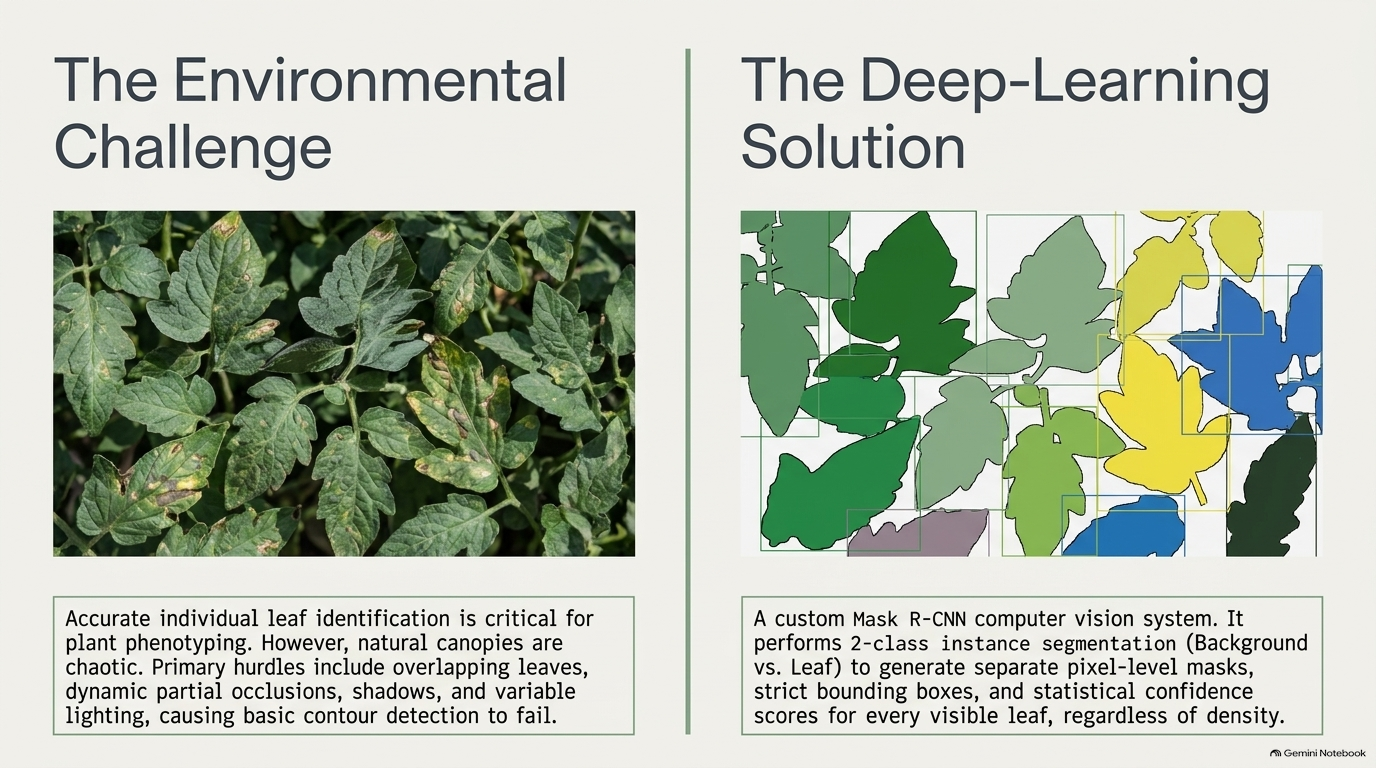 The Environmental
Challenge
Accurate individual leaf identification is critical for
plant phenotyping. However, natural canopies are
chaotic. Primary hurdles include overlapping leaves,
dynamic partial occlusions, shadows, and variable
lighting, causing basic contour detection to fail.
The Deep-Learning
Solution
A custom Mask R-CNN computer vision system. It
performs 2-class instance segmentation (Background
vs. Leaf) to generate separate pixel-level masks,
strict bounding boxes, and statistical confidence
scores for every visible leaf, regardless of density.
Gemini Notebook